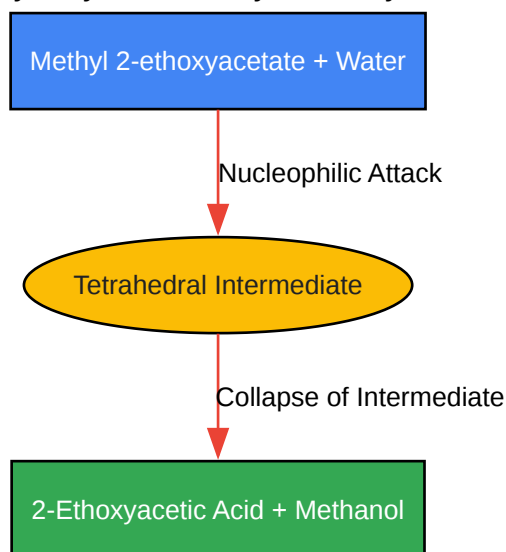 Methyl 2-ethoxyacetate + Water
Nucleophilic Attack
Tetrahedral Intermediate
Collapse of Intermediate
2-Ethoxyacetic Acid + Methanol